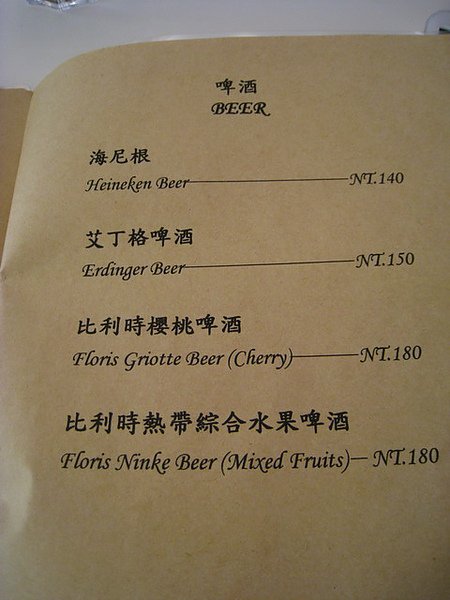 啤酒
BEER
海尼根
Heineken Beer NT.140
艾丁格啤酒
Erdinger Beer NT.150
比利時櫻桃啤酒
Floris Griotte Beer (Cherry) NT.180
比利時熱帶綜合水果啤酒
Floris Ninke Beer (Mixed Fruits) NT.180